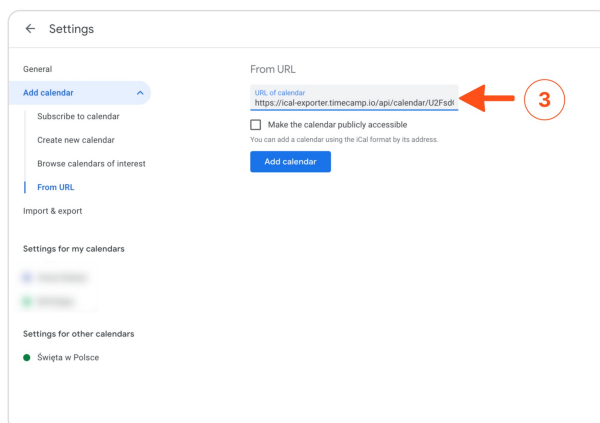 Settings
General
Add calendar
Subscribe to calendar
Create new calendar
Browse calendars of interest
From URL
Import & export
Settings for my calendars
Settings for other calendars
Święta w Polsce
From URL
URL of calendar
https://ical-exporter.timecamp.io/api/calendar/U2Fsd
Make the calendar publicly accessible
You can add a calendar using the iCal format by its address.
Add calendar
3